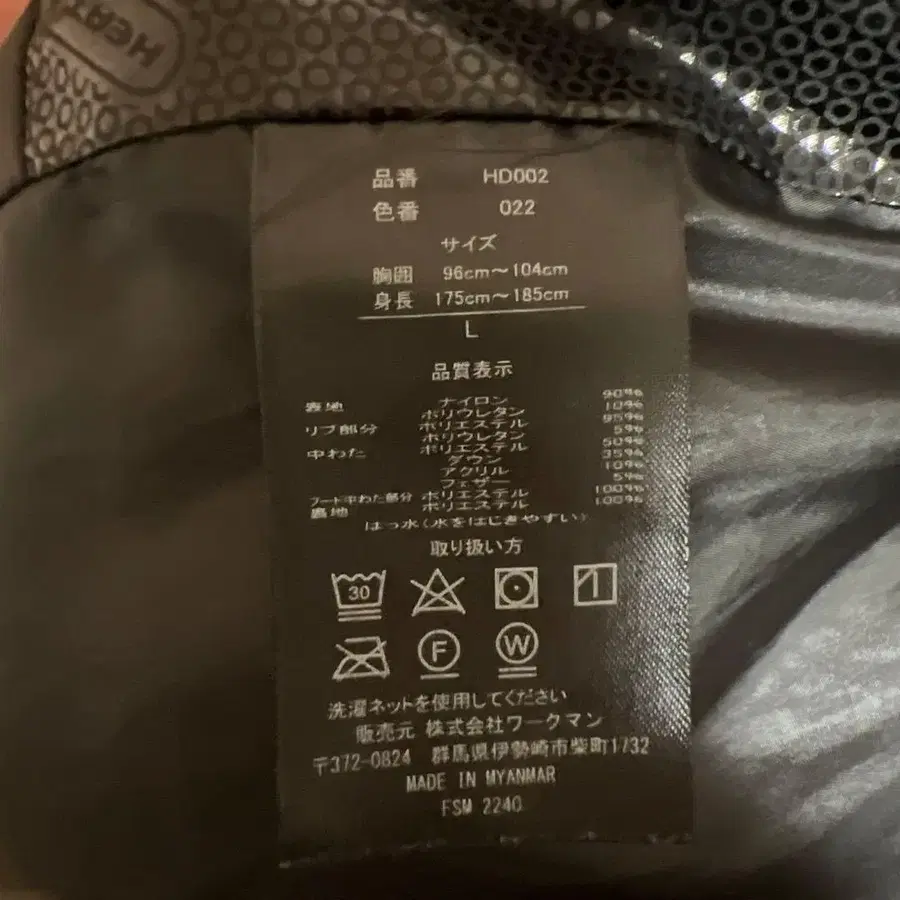 HEAT
品番 HD002
色番 022
サイズ
胸囲 96cm～104cm
身長 175cm～185cm
L
品質表示
表地 ナイロン 90%
ポリウレタン 10%
リブ部分 ポリエステル 95%
ポリウレタン 5%
中わた ポリエステル 50%
ダウン 35%
アクリル 10%
フェザー 5%
フード中わた部分 ポリエステル 100%
裏地 ポリエステル 100%
はっ水(水をはじきやすい)
取り扱い方
30
F W
洗濯ネットを使用してください
販売元 株式会社ワークマン
〒372-0824 群馬県伊勢崎市柴町1732
MADE IN MYANMAR
FSM 2240